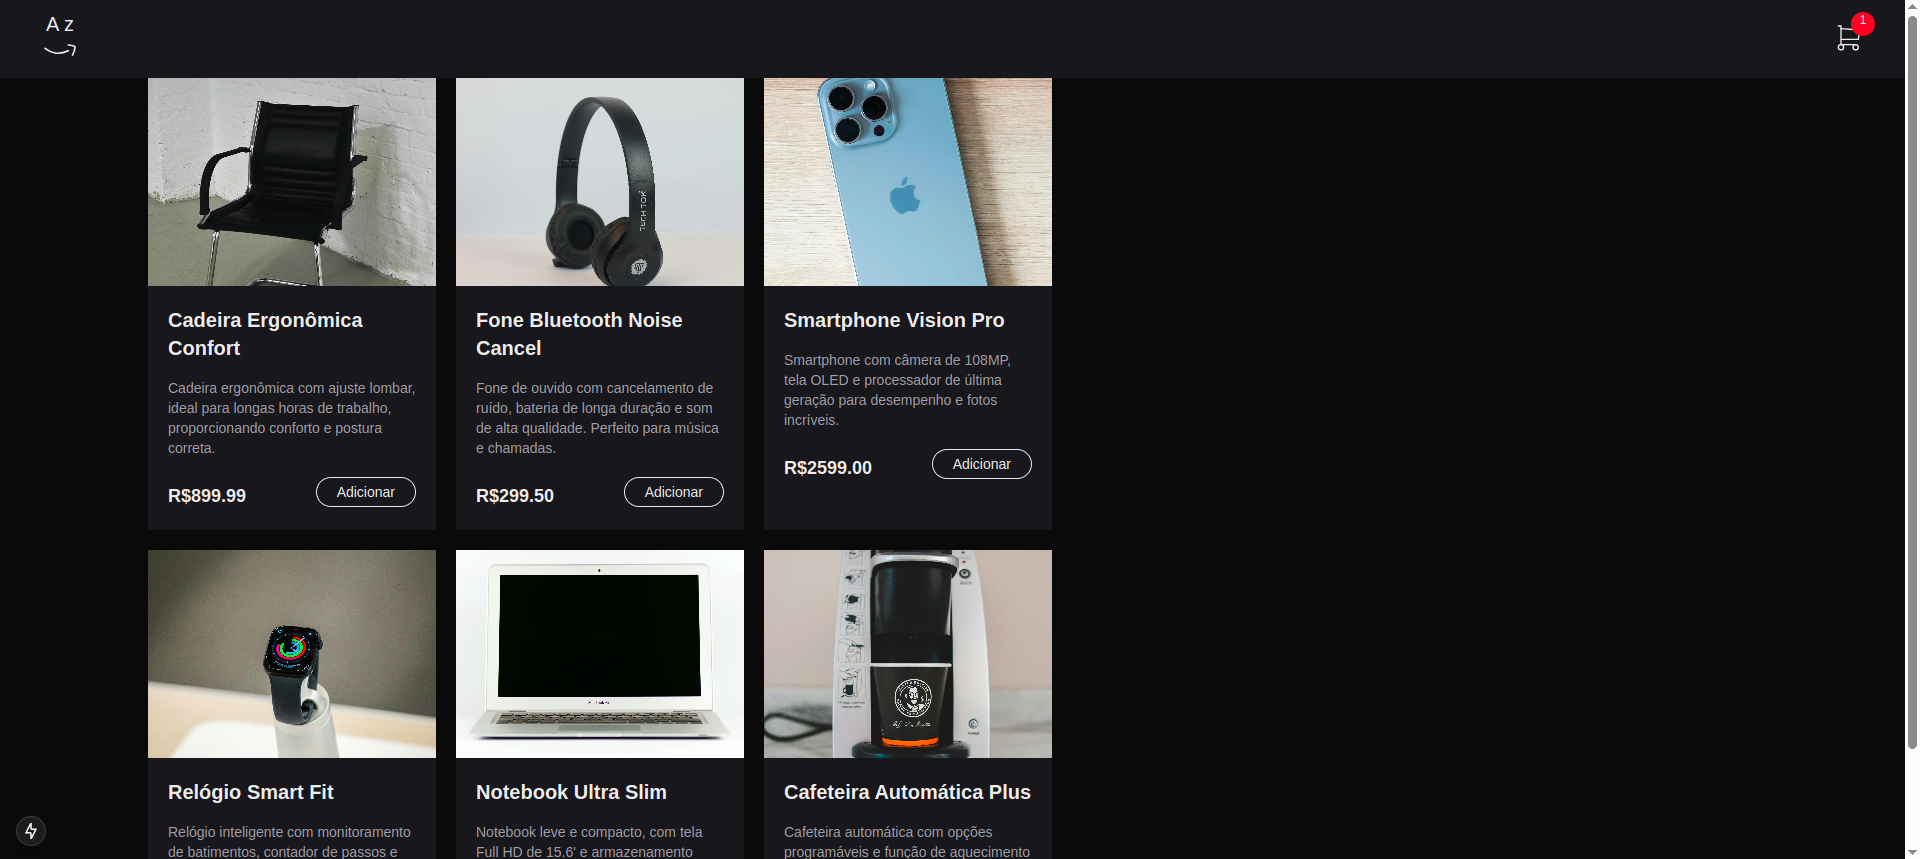 A z
1
TECH TOK
Cadeira Ergonômica
Confort
Cadeira ergonômica com ajuste lombar,
ideal para longas horas de trabalho,
proporcionando conforto e postura
correta.
R$899.99
Adicionar
Fone Bluetooth Noise
Cancel
Fone de ouvido com cancelamento de
ruído, bateria de longa duração e som
de alta qualidade. Perfeito para música
e chamadas.
R$299.50
Adicionar
Smartphone Vision Pro
Smartphone com câmera de 108MP,
tela OLED e processador de última
geração para desempenho e fotos
incríveis.
R$2599.00
Adicionar
Relógio Smart Fit
Relógio inteligente com monitoramento
de batimentos, contador de passos e
Notebook Ultra Slim
Notebook leve e compacto, com tela
Full HD de 15.6' e armazenamento
Cafeteira Automática Plus
Cafeteira automática com opções
programáveis e função de aquecimento